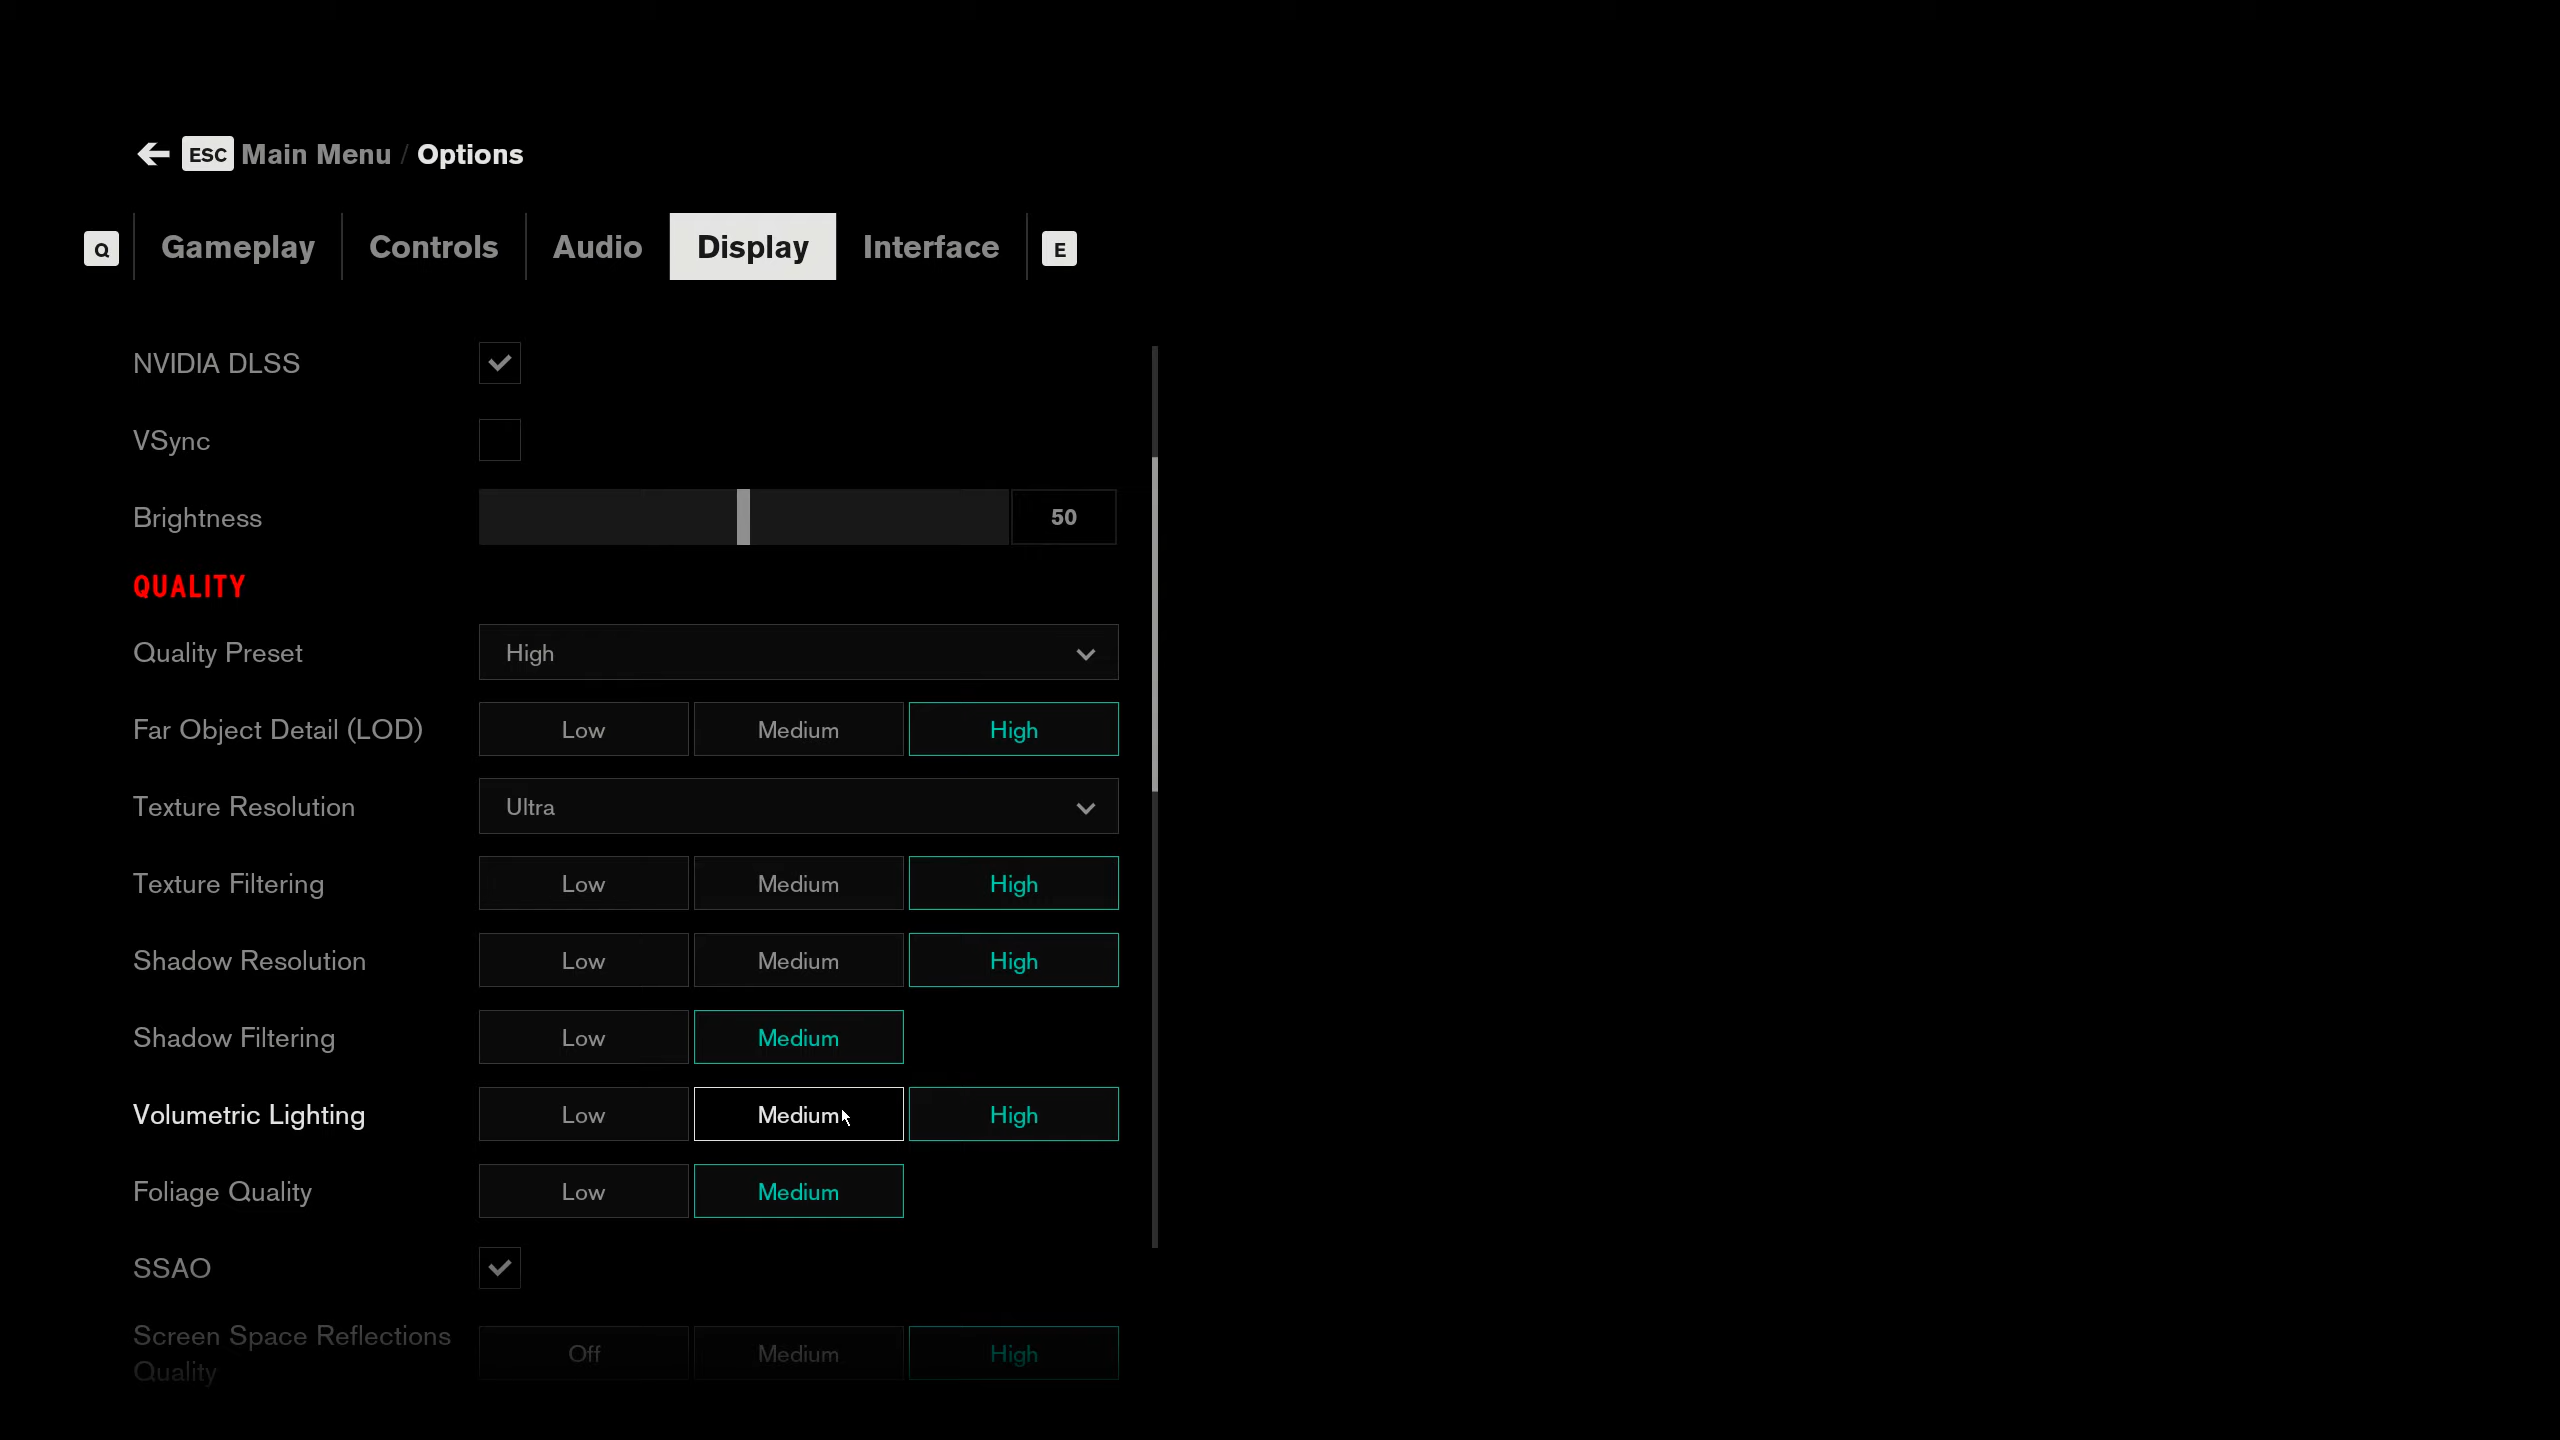 ESC Main Menu / Options
Q Gameplay Controls Audio Display Interface E
NVIDIA DLSS
VSync
Brightness 50
QUALITY
Quality Preset High
Far Object Detail (LOD) Low Medium High
Texture Resolution Ultra
Texture Filtering Low Medium High
Shadow Resolution Low Medium High
Shadow Filtering Low Medium
Volumetric Lighting Low Medium High
Foliage Quality Low Medium
SSAO
Screen Space Reflections
Quality Off Medium High